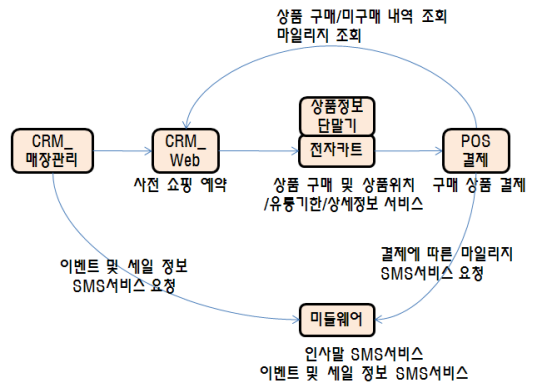 상품 구매/미구매 내역 조회
마일리지 조회
상품정보
단말기
CRM_
매장관리
CRM_
Web
전자카트
POS
결제
사전 쇼핑 예약
상품 구매 및 상품위치
/유통기한/상세정보 서비스
구매 상품 결제
이벤트 및 세일 정보
SMS서비스 요청
결제에 따른 마일리지
SMS서비스 요청
미들웨어
인사말 SMS서비스
이벤트 및 세일 정보 SMS서비스